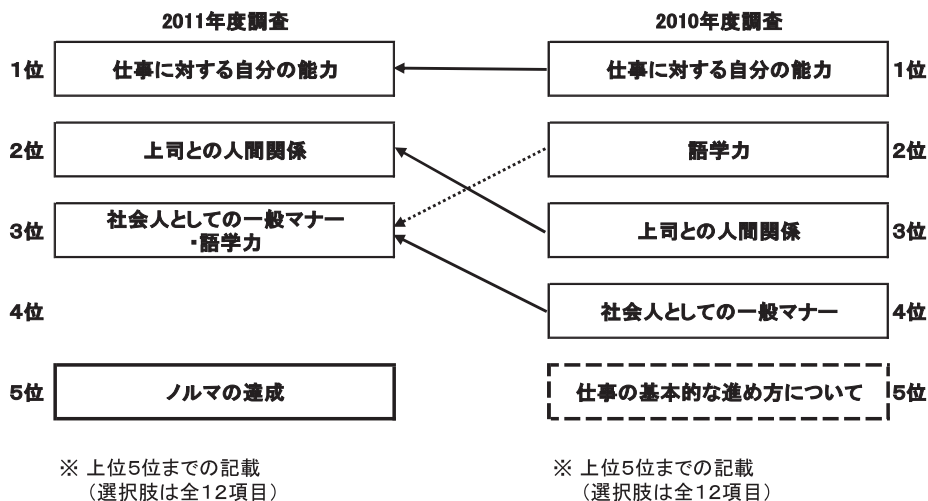 2011年度調査
2010年度調査
1位
仕事に対する自分の能力
仕事に対する自分の能力
1位
2位
上司との人間関係
語学力
2位
3位
社会人としての一般マナー
・語学力
上司との人間関係
3位
4位
社会人としての一般マナー
4位
5位
ノルマの達成
仕事の基本的な進め方について
5位
※ 上位5位までの記載
(選択肢は全12項目)
※ 上位5位までの記載
(選択肢は全12項目)